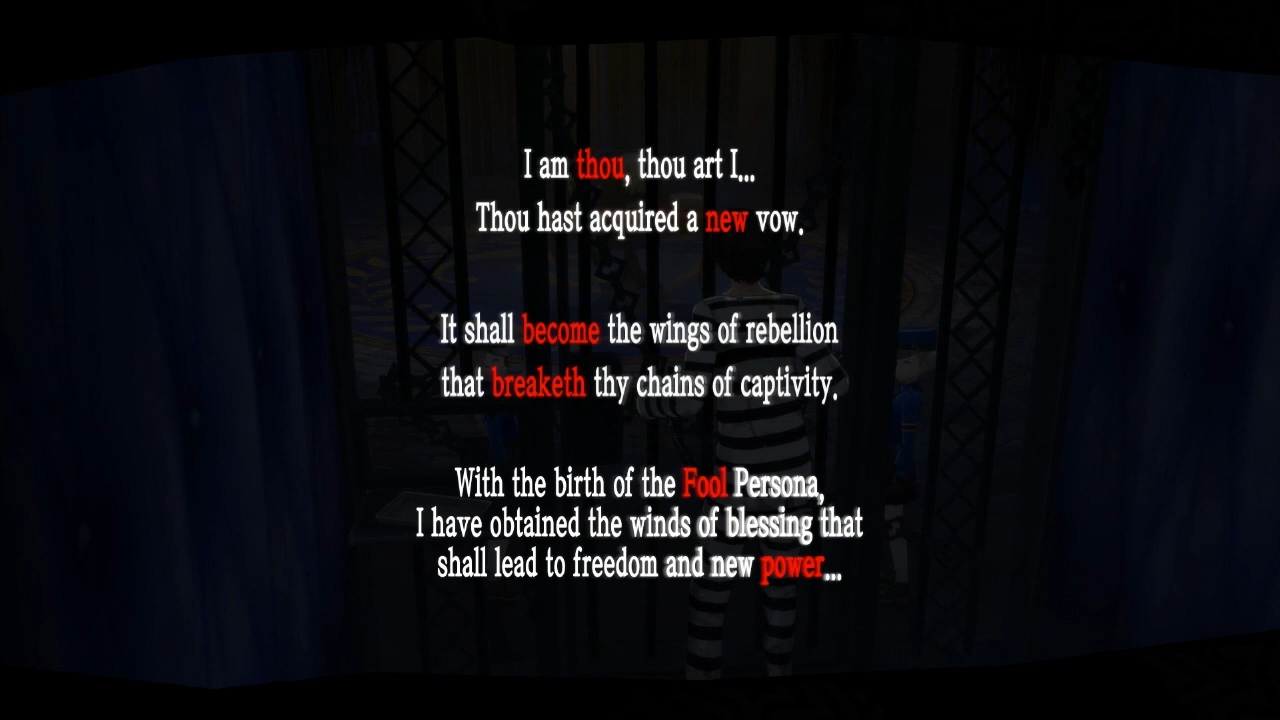 I am thou, thou art I...
Thou hast acquired a new vow.
It shall become the wings of rebellion
that breaketh thy chains of captivity.
With the birth of the Fool Persona,
I have obtained the winds of blessing that
shall lead to freedom and new power...